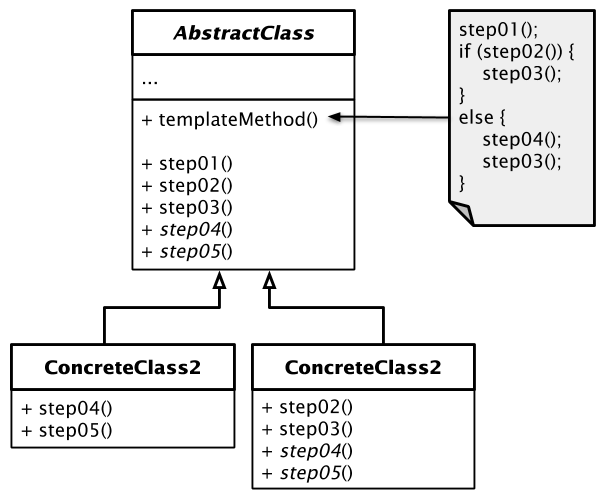 AbstractClass
...
+ templateMethod()
+ step01()
+ step02()
+ step03()
+ step04()
+ step05()
step01();
if (step02()) {
step03();
}
else {
step04();
step03();
}
ConcreteClass2
+ step04()
+ step05()
ConcreteClass2
+ step02()
+ step03()
+ step04()
+ step05()